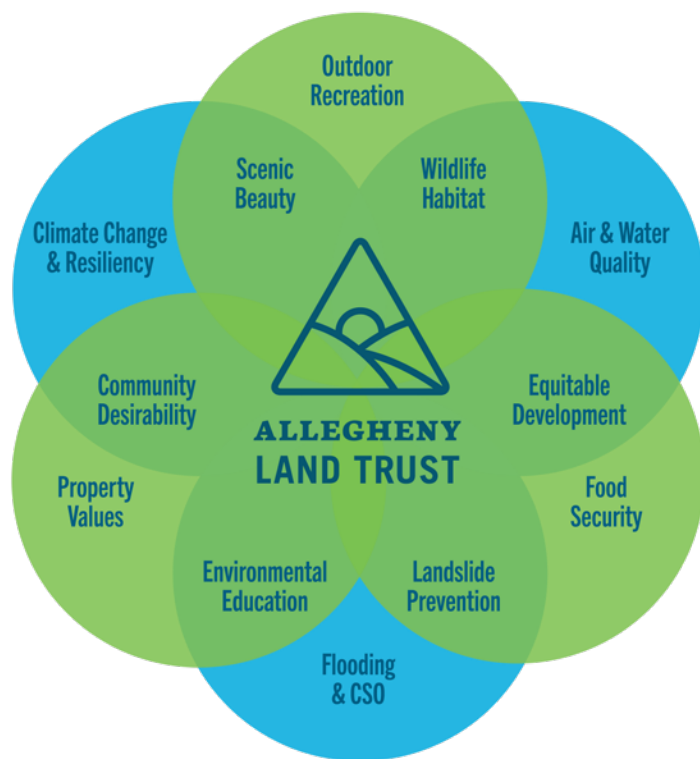 Outdoor
Recreation
Scenic
Beauty
Wildlife
Habitat
Climate Change
& Resiliency
Air & Water
Quality
Community
Desirability
Equitable
Development
ALLEGHENY
LAND TRUST
Property
Values
Food
Security
Environmental
Education
Landslide
Prevention
Flooding
& CSO